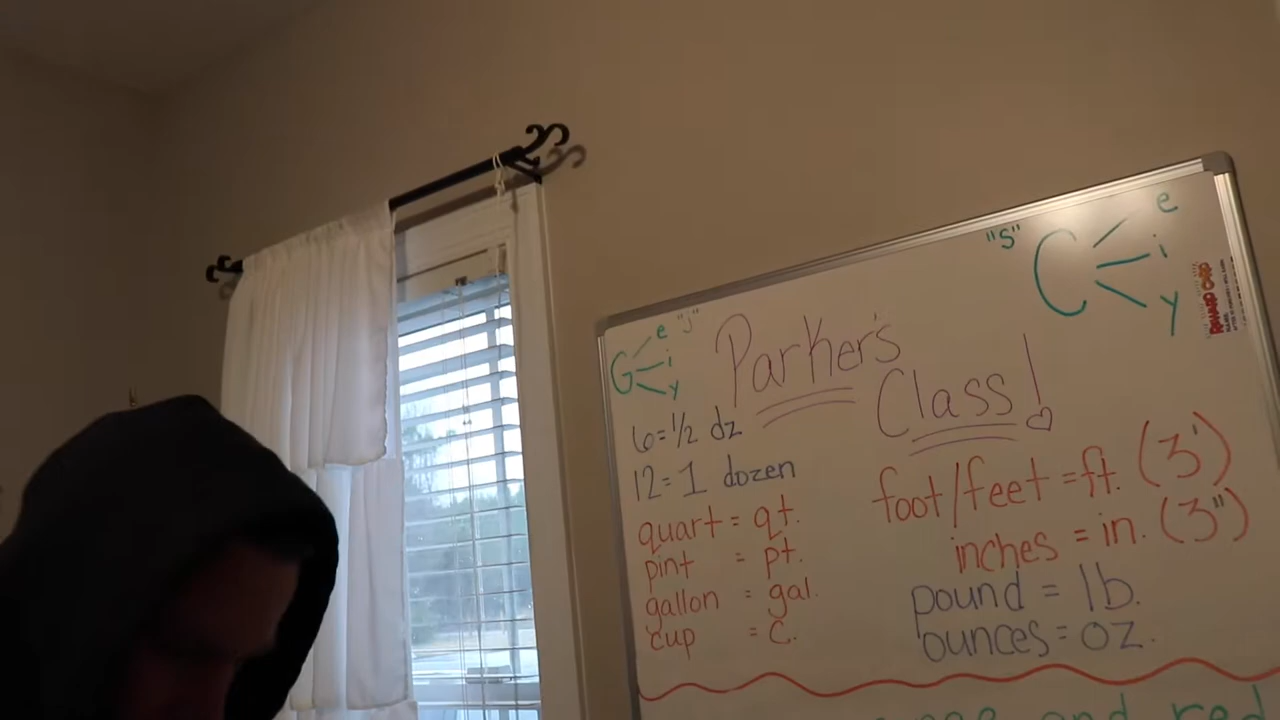 "S" C e i y
G e i y "J"
Parker's
Class!
6=1/2 dz
12=1 dozen
quart = qt.
pint = pt.
gallon = gal.
cup = c.
foot/feet =ft. (3')
inches = in. (3")
pound = lb.
ounces = oz.
and